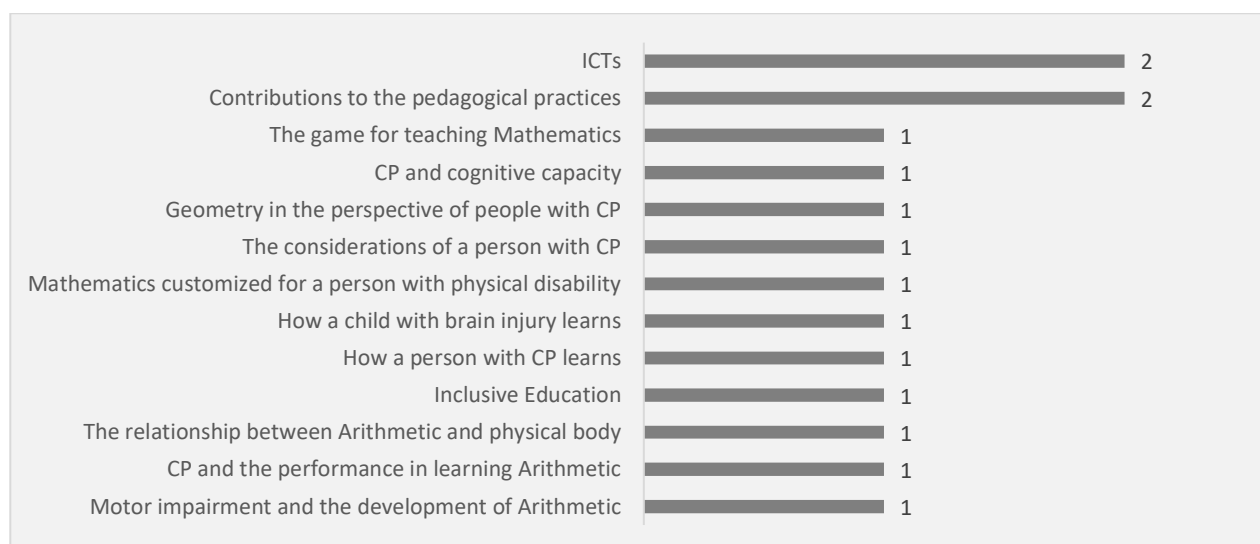 ICTs 2
Contributions to the pedagogical practices 2
The game for teaching Mathematics 1
CP and cognitive capacity 1
Geometry in the perspective of people with CP 1
The considerations of a person with CP 1
Mathematics customized for a person with physical disability 1
How a child with brain injury learns 1
How a person with CP learns 1
Inclusive Education 1
The relationship between Arithmetic and physical body 1
CP and the performance in learning Arithmetic 1
Motor impairment and the development of Arithmetic 1